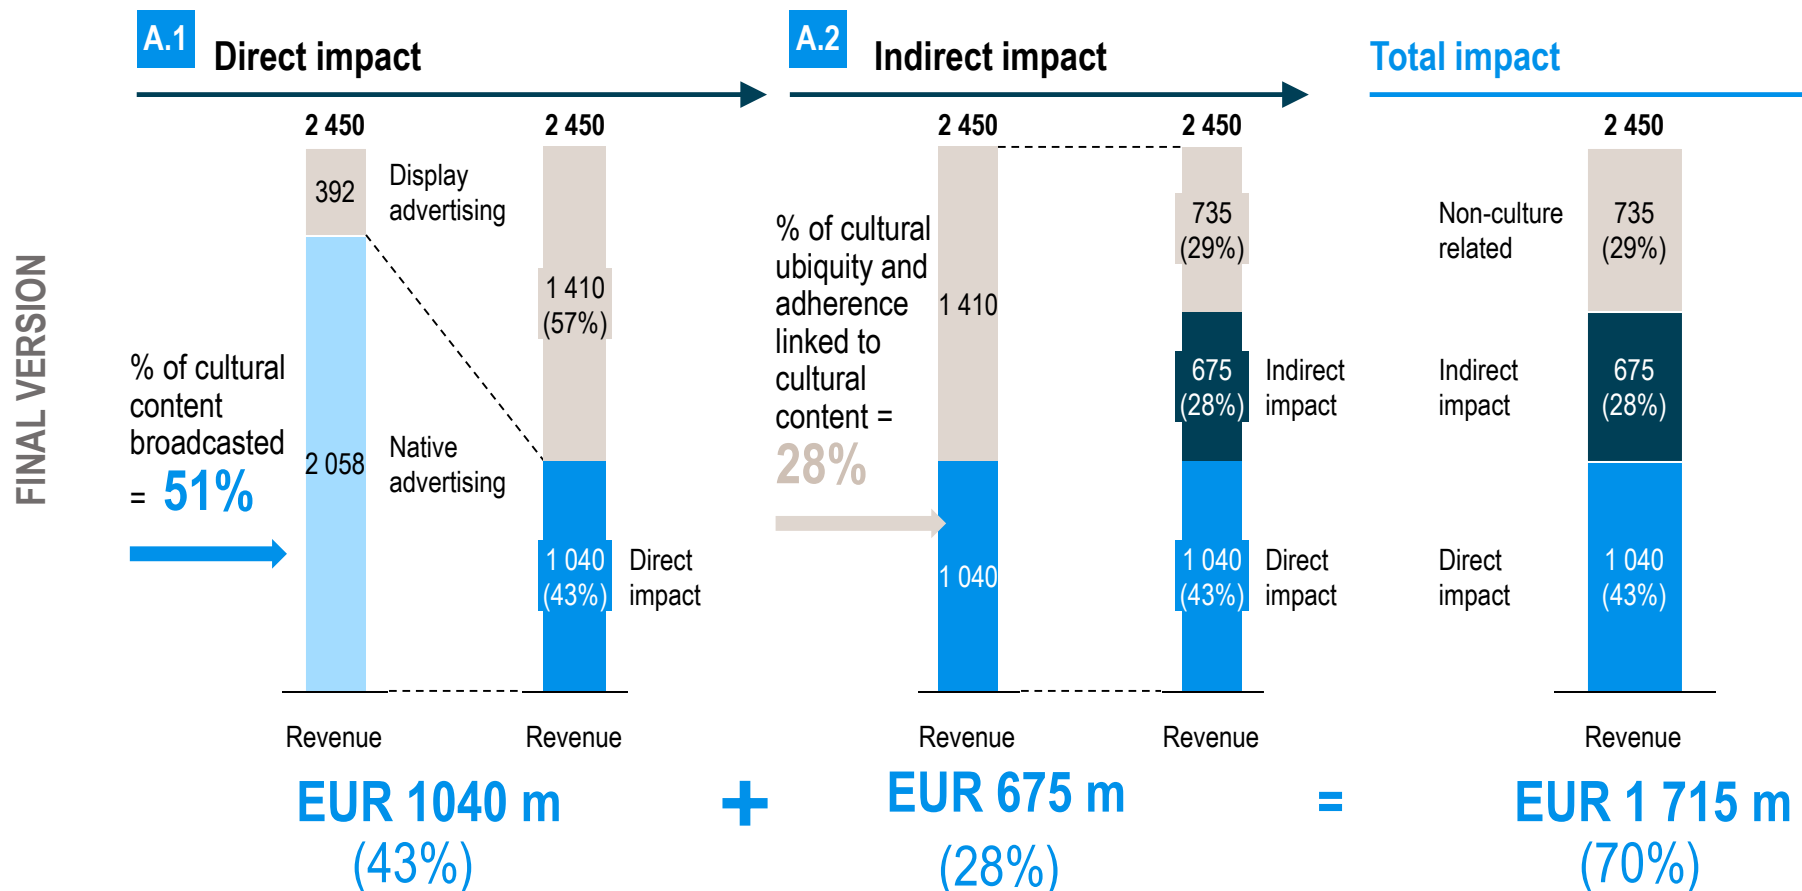 FINAL VERSION
A.1
Direct impact
A.2
Indirect impact
Total impact
2 450
392
Display
advertising
2 058
Native
advertising
% of cultural
content
broadcasted
= 51%
2 450
1 410
(57%)
1 040
(43%)
Direct
impact
% of cultural
ubiquity and
adherence
linked to
cultural
content =
28%
2 450
1 410
1 040
2 450
735
(29%)
675
(28%)
Indirect
impact
1 040
(43%)
Direct
impact
2 450
Non-culture
related
735
(29%)
Indirect
impact
675
(28%)
Direct
impact
1 040
(43%)
Revenue
Revenue
Revenue
Revenue
Revenue
EUR 1040 m
(43%)
+
EUR 675 m
(28%)
=
EUR 1 715 m
(70%)